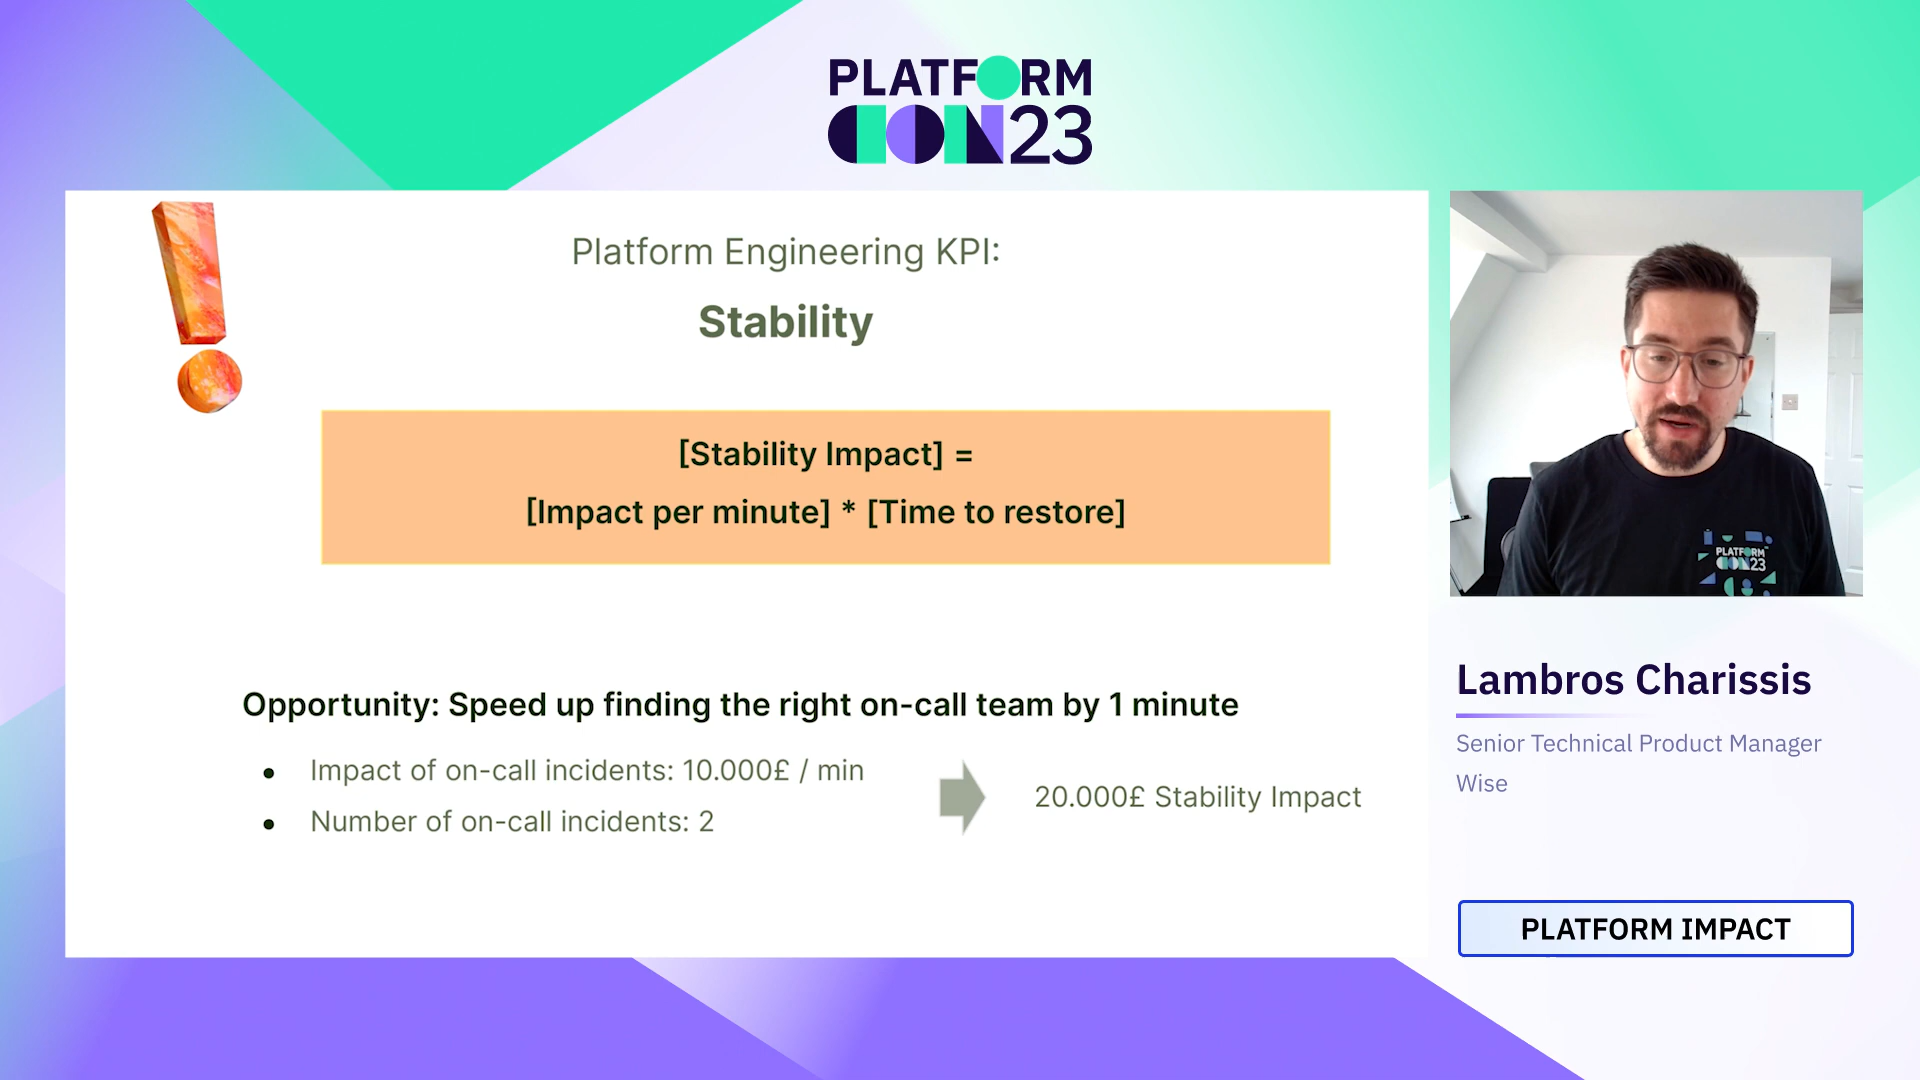 PLATFORM
CON23
Platform Engineering KPI:
Stability
[Stability Impact] =
[Impact per minute] * [Time to restore]
Opportunity: Speed up finding the right on-call team by 1 minute
Impact of on-call incidents: 10.000£ / min
Number of on-call incidents: 2
20.000£ Stability Impact
PLATFORM
CON23
Lambros Charissis
Senior Technical Product Manager
Wise
PLATFORM IMPACT